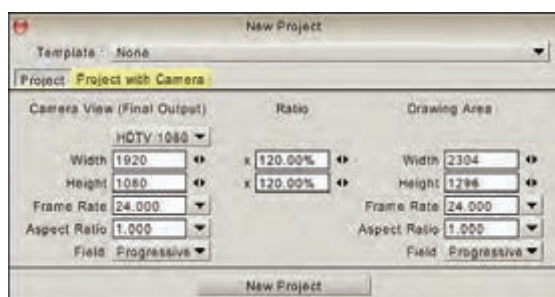 New Project
Template: None
Project Project with Camera
Camera View (Final Output) Ratio Drawing Area
HDTV 1080
Width 1920 x 120.00% Width 2304
Height 1080 x 120.00% Height 1296
Frame Rate 24.000 Frame Rate 24.000
Aspect Ratio 1.000 Aspect Ratio 1.000
Field Progressive Field Progressive
New Project